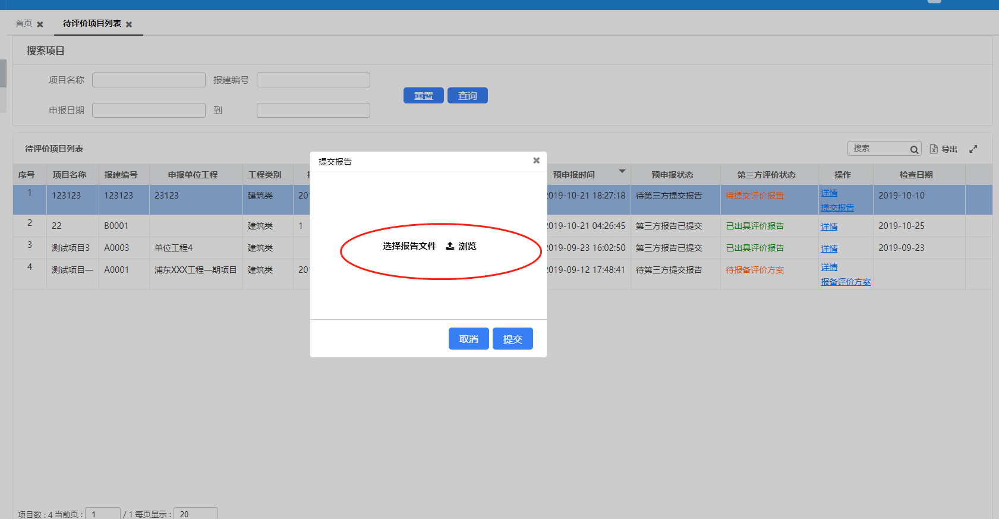 首页 待评价项目列表
搜索项目
项目名称 报建编号
重置 查询
申报日期 到
待评价项目列表 搜索 导出
序号 项目名称 报建编号 申报单位工程 工程类别 预申报时间 预申报状态 第三方评价状态 操作 检查日期
1 123123 123123 23123 建筑类 20 2019-10-21 18:27:18 待第三方提交报告 待提交评价报告 详情 2019-10-10
提交报告
2 22 B0001 建筑类 1 2019-10-21 04:26:45 第三方报告已提交 已出具评价报告 详情 2019-10-25
3 测试项目3 A0003 单位工程4 建筑类 2019-09-23 16:02:50 第三方报告已提交 已出具评价报告 详情 2019-09-23
4 测试项目一 A0001 浦东XXX工程一期项目 建筑类 20 2019-09-12 17:48:41 待第三方提交报告 待报备评价方案 详情
报备评价方案
提交报告
选择报告文件 浏览
取消 提交
项目数 : 4 当前页 : 1 / 1 每页显示 : 20